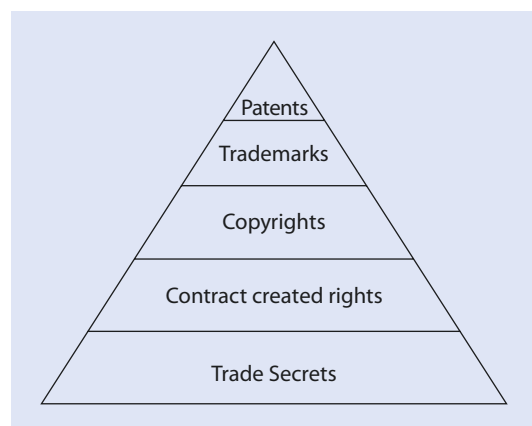 Patents
Trademarks
Copyrights
Contract created rights
Trade Secrets